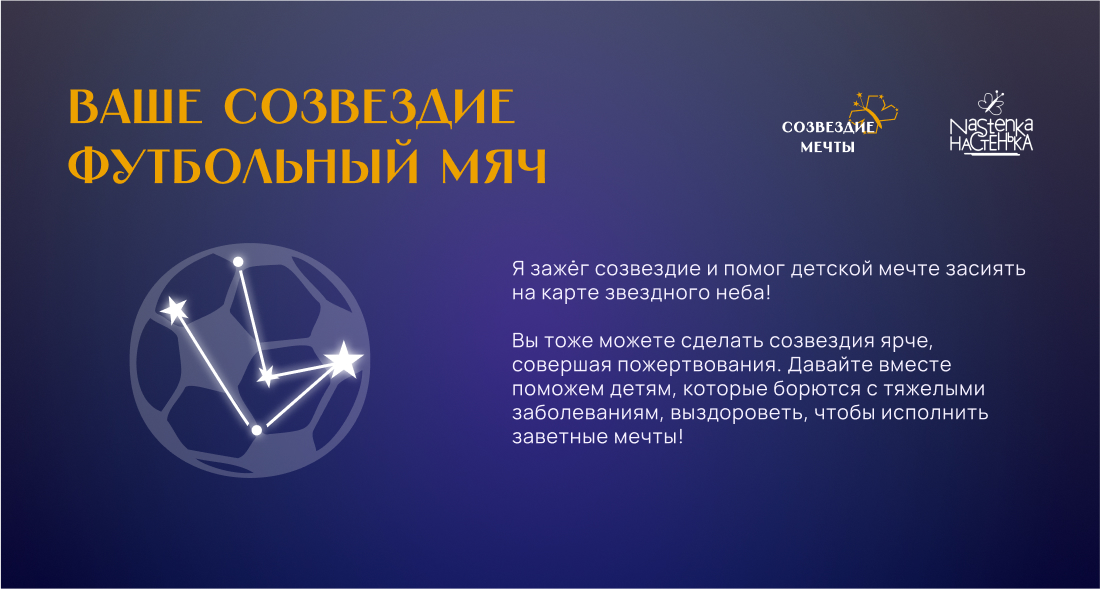 ВАШЕ СОЗВЕЗДИЕ
ФУТБОЛЬНЫЙ МЯЧ
СОЗВЕЗДИЕ
МЕЧТЫ
Nastenka
НАСТЕНЬКА
Я зажёг созвездие и помог детской мечте засиять
на карте звездного неба!
Вы тоже можете сделать созвездия ярче,
совершая пожертвования. Давайте вместе
поможем детям, которые борются с тяжелыми
заболеваниям, выздороветь, чтобы исполнить
заветные мечты!